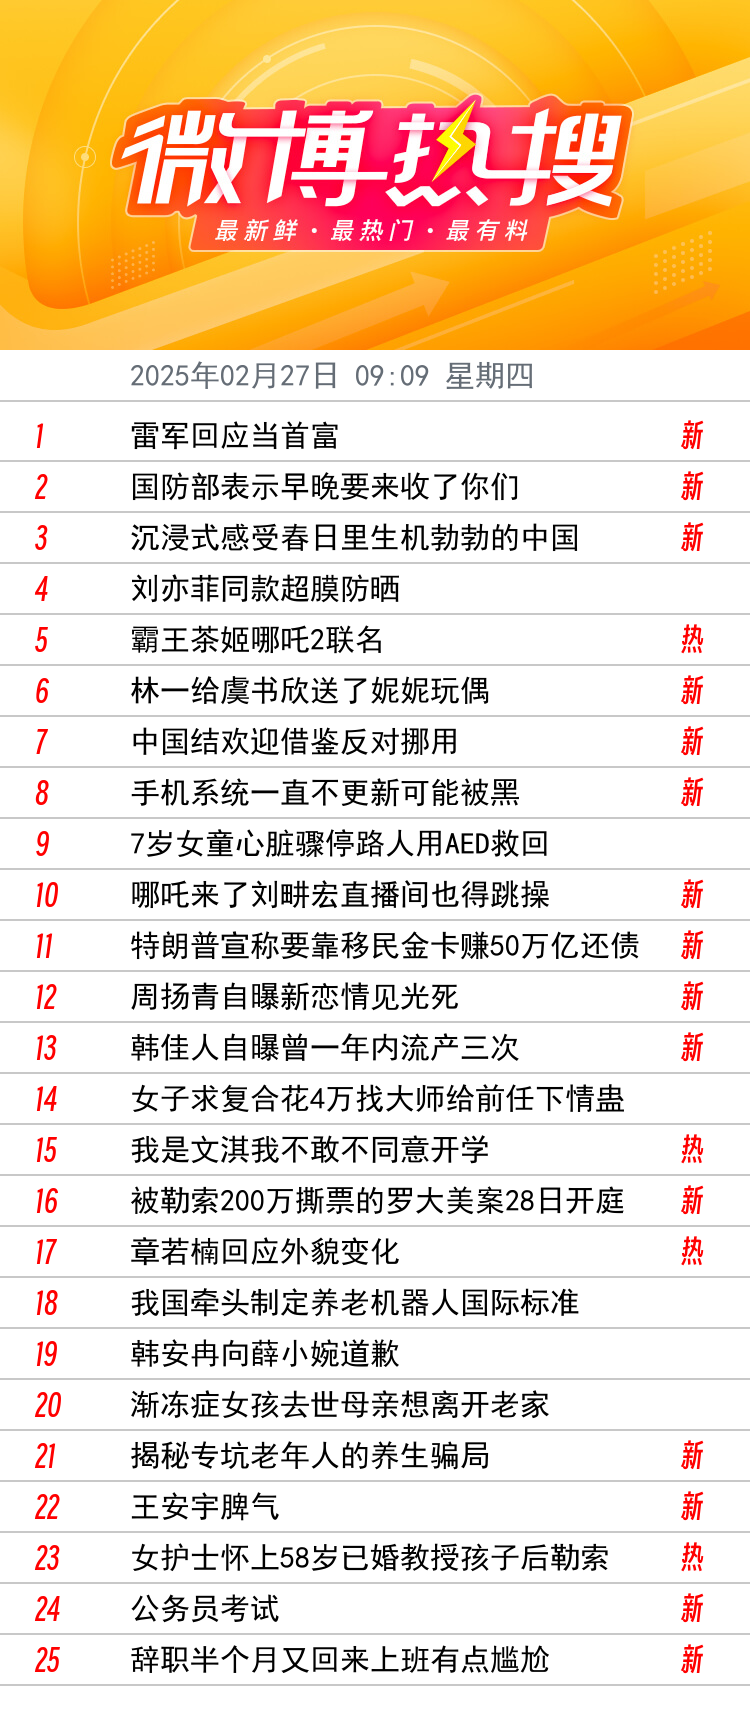 微博热搜
最新鲜·最热门·最有料
2025年02月27日 09:09 星期四
1 雷军回应当首富 新
2 国防部表示早晚要来收了你们 新
3 沉浸式感受春日里生机勃勃的中国 新
4 刘亦菲同款超膜防晒
5 霸王茶姬哪吒2联名 热
6 林一给虞书欣送了妮妮玩偶 新
7 中国结欢迎借鉴反对挪用 新
8 手机系统一直不更新可能被黑 新
9 7岁女童心脏骤停路人用AED救回
10 哪吒来了刘畊宏直播间也得跳操 新
11 特朗普宣称要靠移民金卡赚50万亿还债 新
12 周扬青自曝新恋情见光死 新
13 韩佳人自曝曾一年内流产三次 新
14 女子求复合花4万找大师给前任下情蛊
15 我是文淇我不敢不同意开学 热
16 被勒索200万撕票的罗大美案28日开庭 新
17 章若楠回应外貌变化 热
18 我国牵头制定养老机器人国际标准
19 韩安冉向薛小婉道歉
20 渐冻症女孩去世母亲想离开老家
21 揭秘专坑老年人的养生骗局 新
22 王安宇脾气 新
23 女护士怀上58岁已婚教授孩子后勒索 热
24 公务员考试 新
25 辞职半个月又回来上班有点尴尬 新